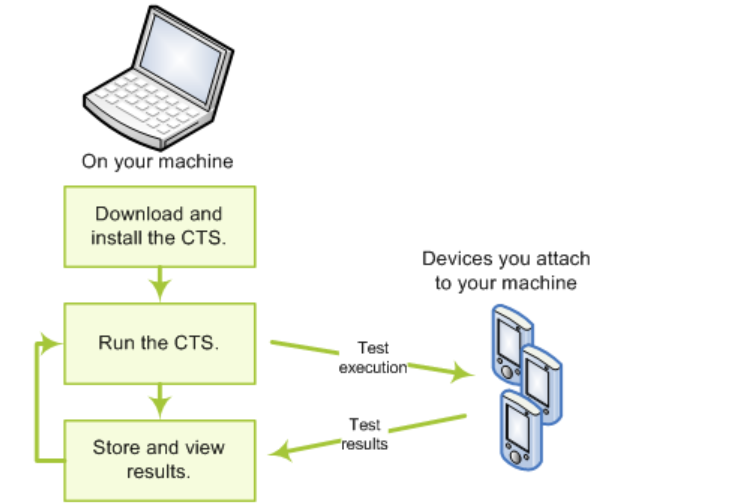 On your machine
Download and
install the CTS.
Devices you attach
to your machine
Run the CTS.
Test
execution
Test
results
Store and view
results.